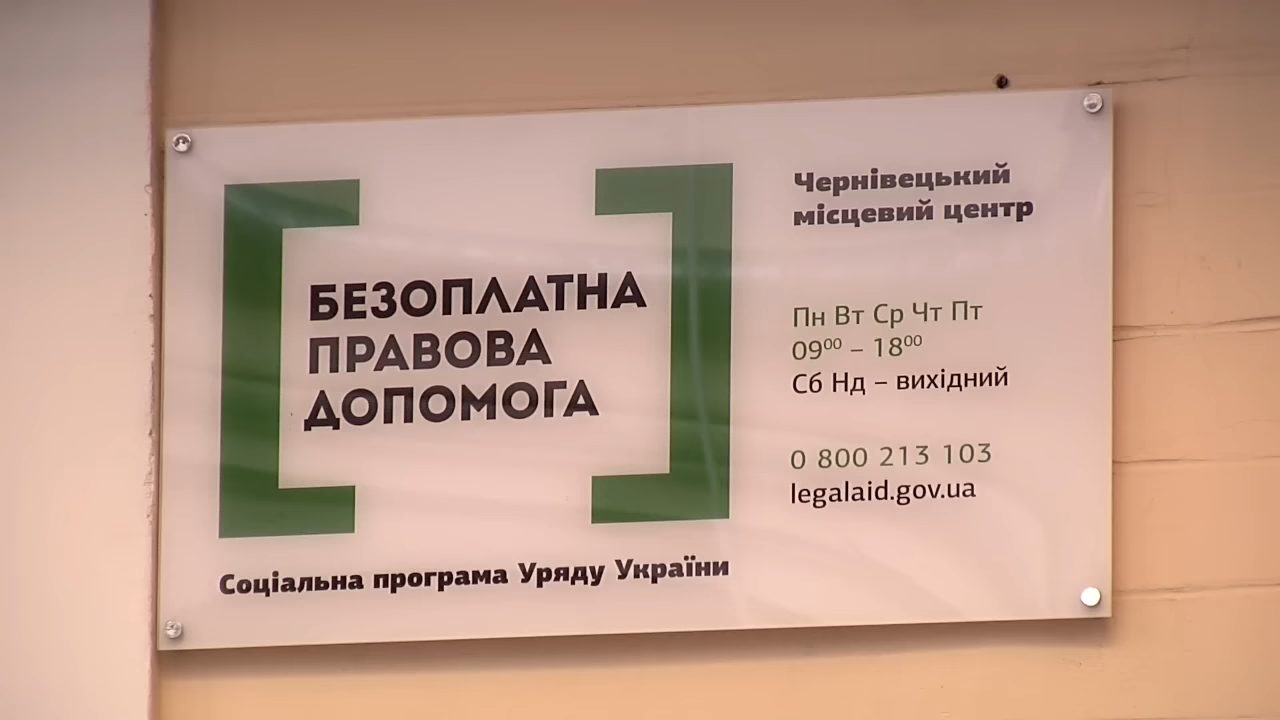 БЕЗОПЛАТНА
ПРАВОВА
ДОПОМОГА
Соціальна програма Уряду України
Чернівецький
місцевий центр
Пн Вт Ср Чт Пт
09⁰⁰ – 18⁰⁰
Сб Нд – вихідний
0 800 213 103
legalaid.gov.ua